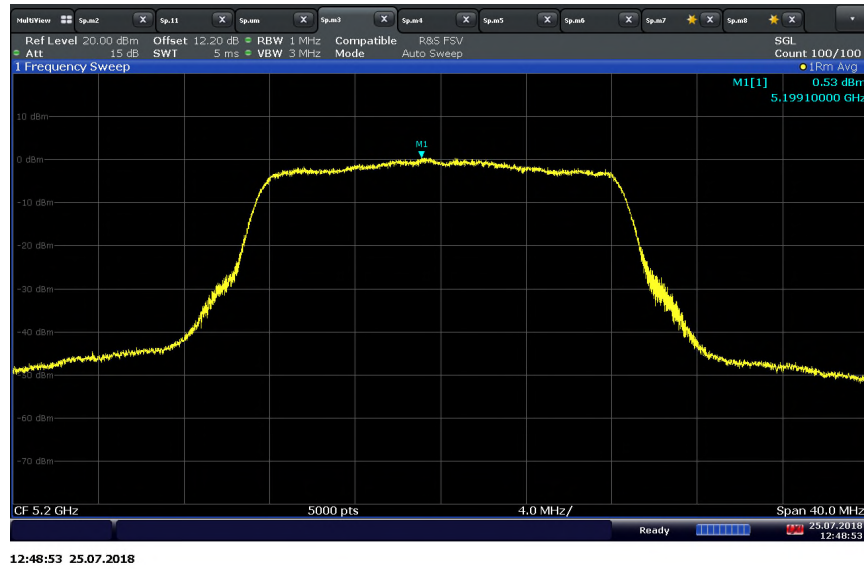 MultiView Sp.m2 X Sp.11 X Sp.um X Sp.m3 X Sp.m4 X Sp.m5 X Sp.m6 X Sp.m7 X Sp.m8 X
Ref Level 20.00 dBm Offset 12.20 dB RBW 1 MHz Compatible R&S FSV SGL
Att 15 dB SWT 5 ms VBW 3 MHz Mode Auto Sweep Count 100/100
1 Frequency Sweep 1Rm Avg
M1[1] 0.53 dBm
5.19910000 GHz
10 dBm
M1
0 dBm
-10 dBm
-20 dBm
-30 dBm
-40 dBm
-50 dBm
-60 dBm
-70 dBm
CF 5.2 GHz 5000 pts 4.0 MHz/ Span 40.0 MHz
Ready 25.07.2018
12:48:53
12:48:53 25.07.2018